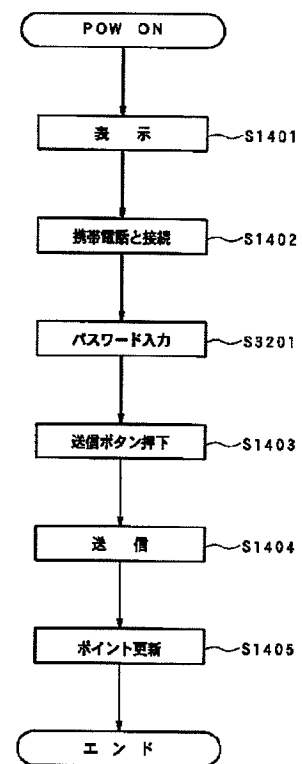 POW ON
表 示
S1401
携帯電話と接続
S1402
パスワード入力
S3201
送信ボタン押下
S1403
送 信
S1404
ポイント更新
S1405
エ ン ド